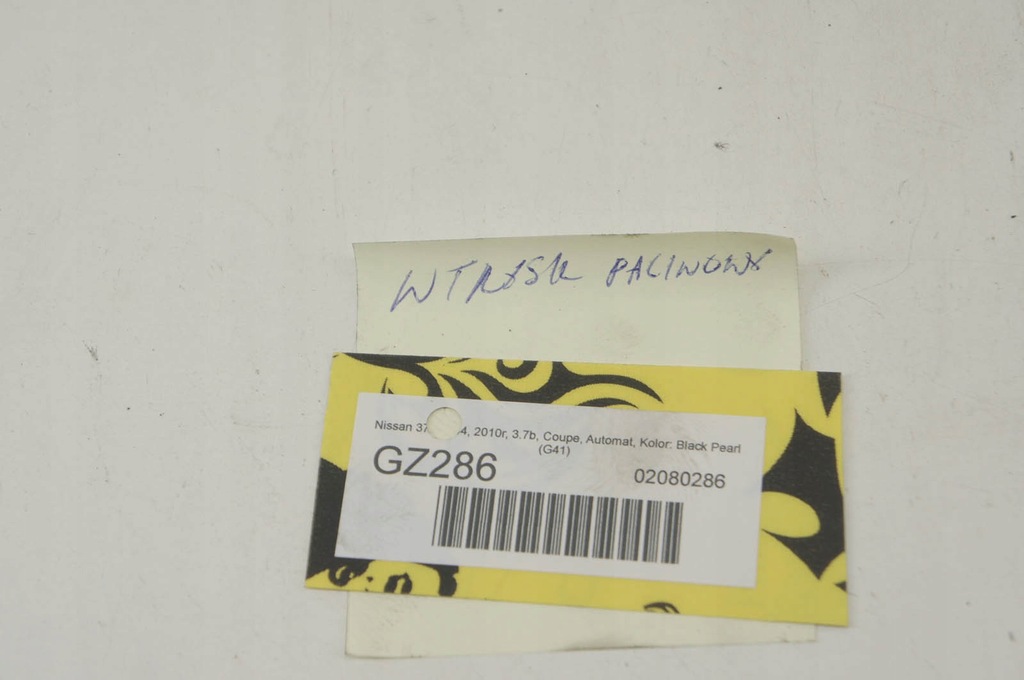 WTRYSK PALIWOWY
Nissan 37 4, 2010r, 3.7b, Coupe, Automat, Kolor: Black Pearl
(G41)
GZ286
02080286